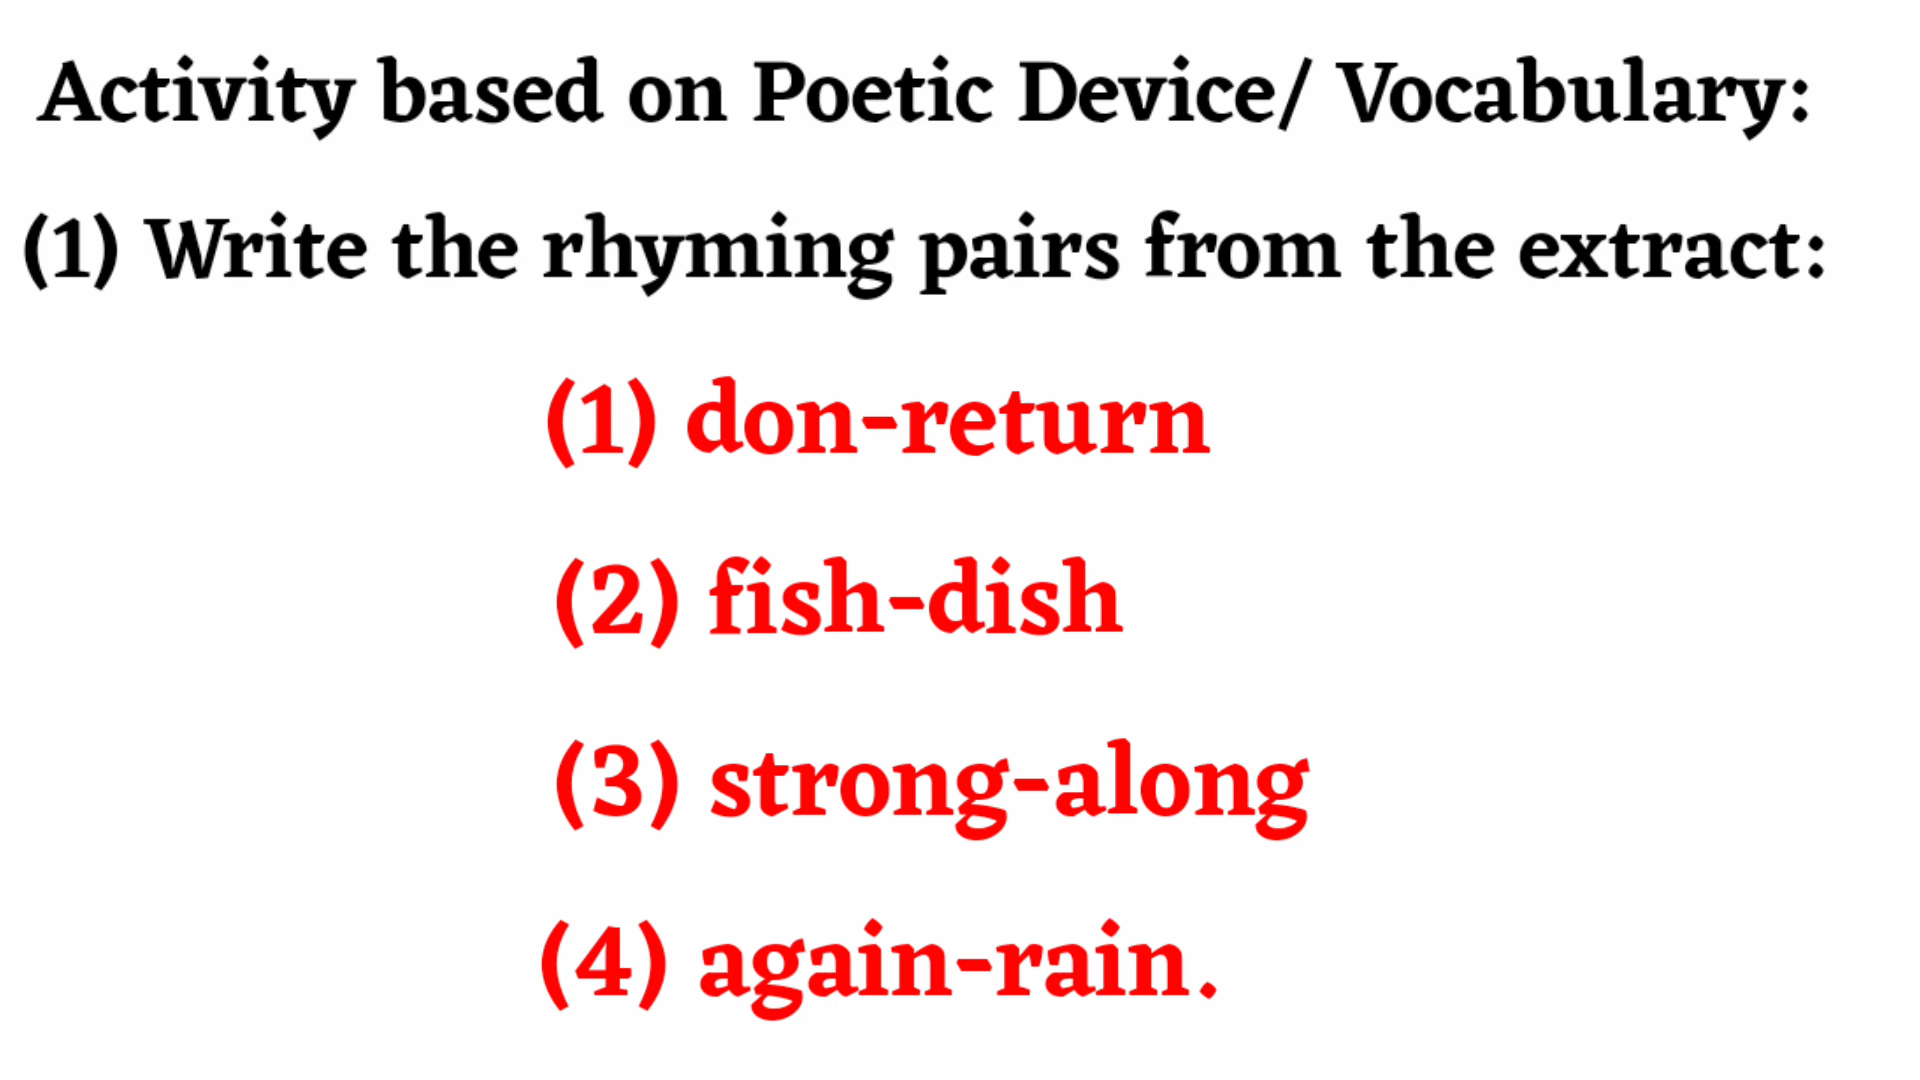 Activity based on Poetic Device/ Vocabulary:
(1) Write the rhyming pairs from the extract:
(1) don-return
(2) fish-dish
(3) strong-along
(4) again-rain.